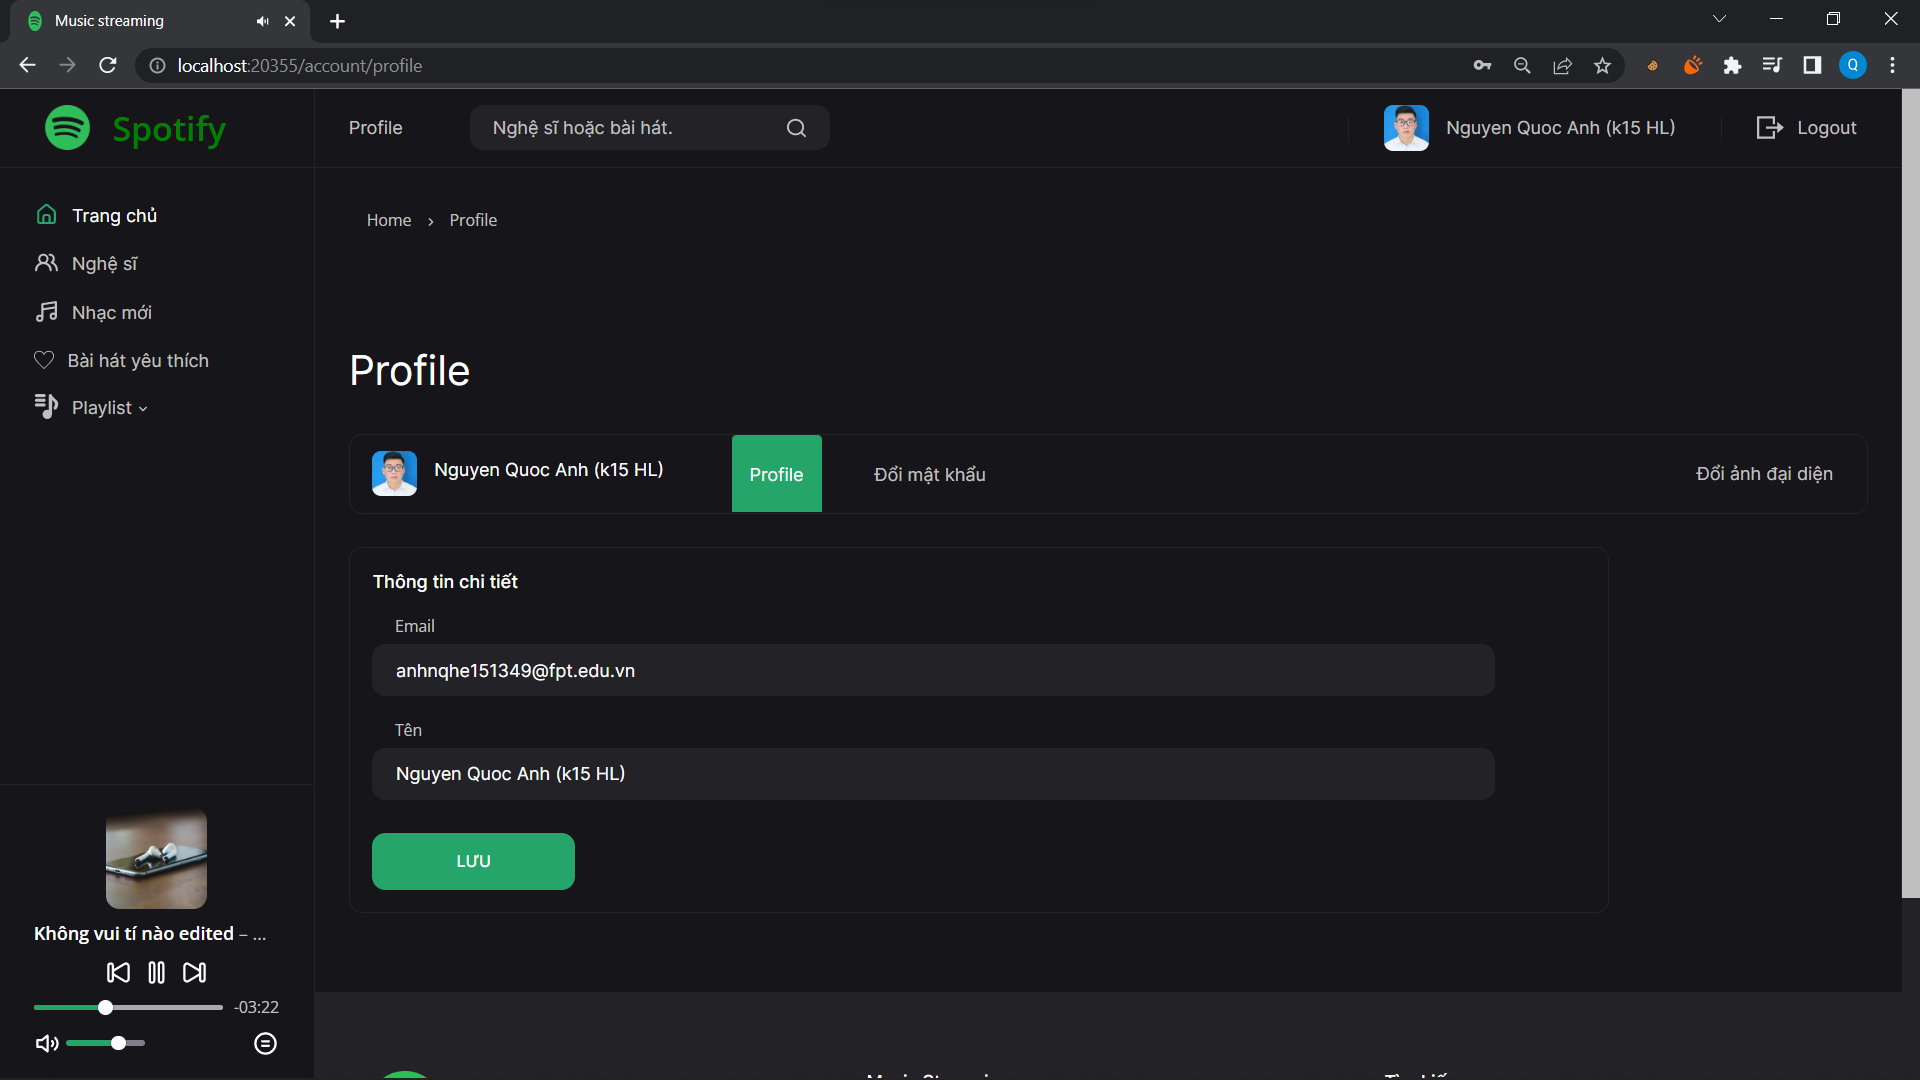 Music streaming
localhost:20355/account/profile
Q
Spotify
Profile
Nghệ sĩ hoặc bài hát.
Nguyen Quoc Anh (k15 HL)
Logout
Trang chủ
Nghệ sĩ
Nhạc mới
Bài hát yêu thích
Playlist
Home › Profile
Profile
Nguyen Quoc Anh (k15 HL)
Profile
Đổi mật khẩu
Đổi ảnh đại diện
Thông tin chi tiết
Email
anhnqhe151349@fpt.edu.vn
Tên
Nguyen Quoc Anh (k15 HL)
LƯU
Không vui tí nào edited – ...
-03:22